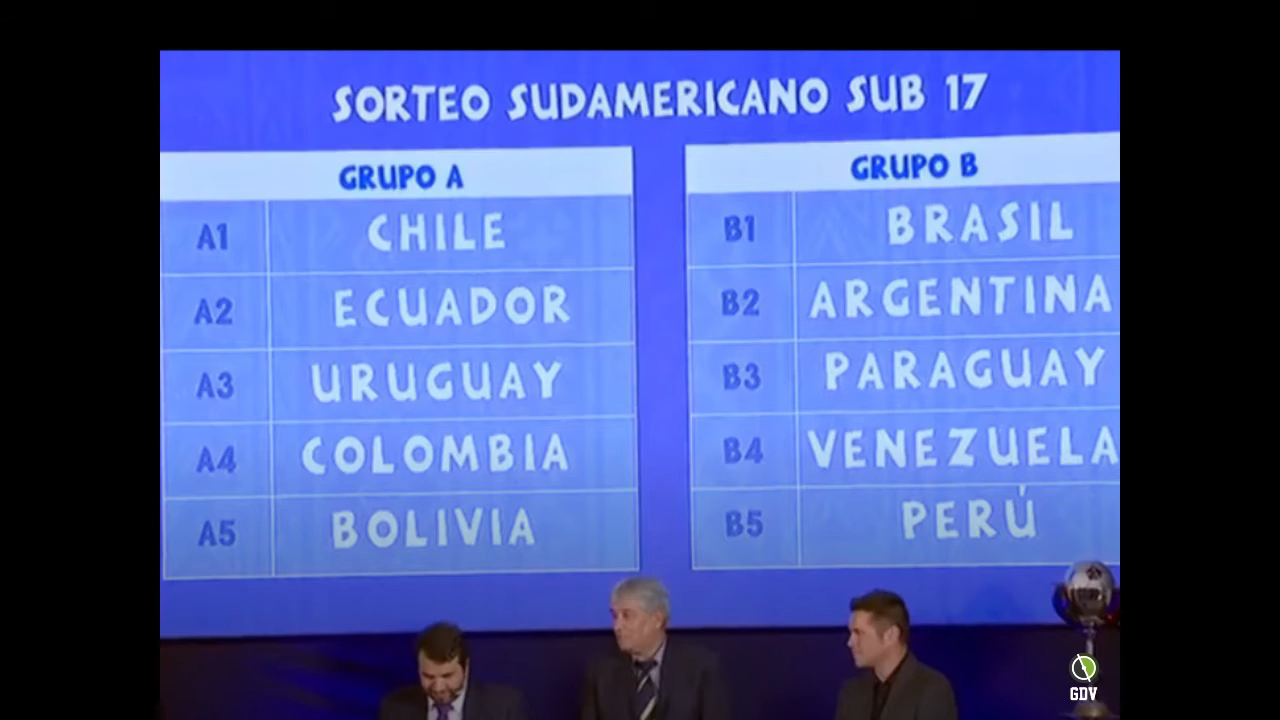 SORTEO SUDAMERICANO SUB 17
GRUPO A
A1 CHILE
A2 ECUADOR
A3 URUGUAY
A4 COLOMBIA
A5 BOLIVIA
GRUPO B
B1 BRASIL
B2 ARGENTINA
B3 PARAGUAY
B4 VENEZUELA
B5 PERÚ
GDV